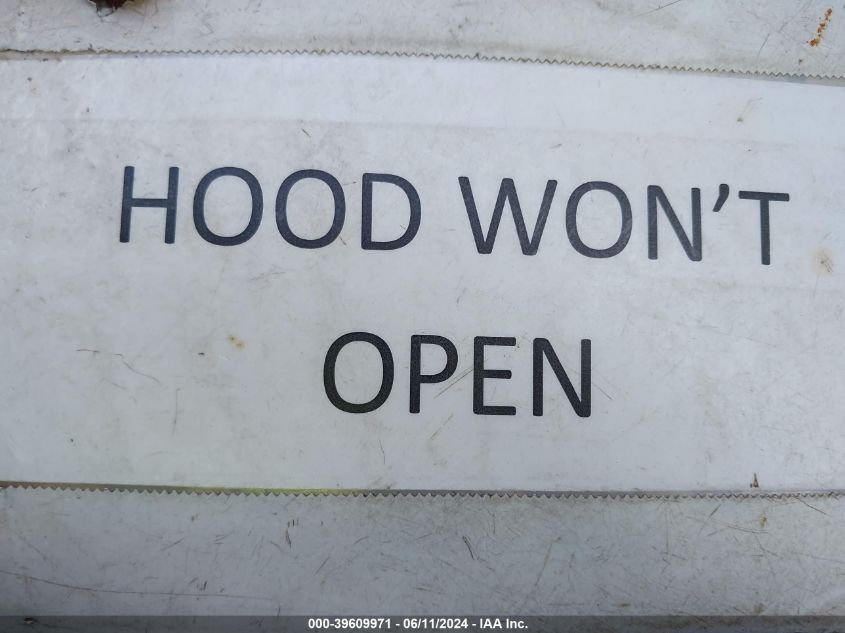 HOOD WON’T
OPEN
000-39609971 - 06/11/2024 - IAA Inc.